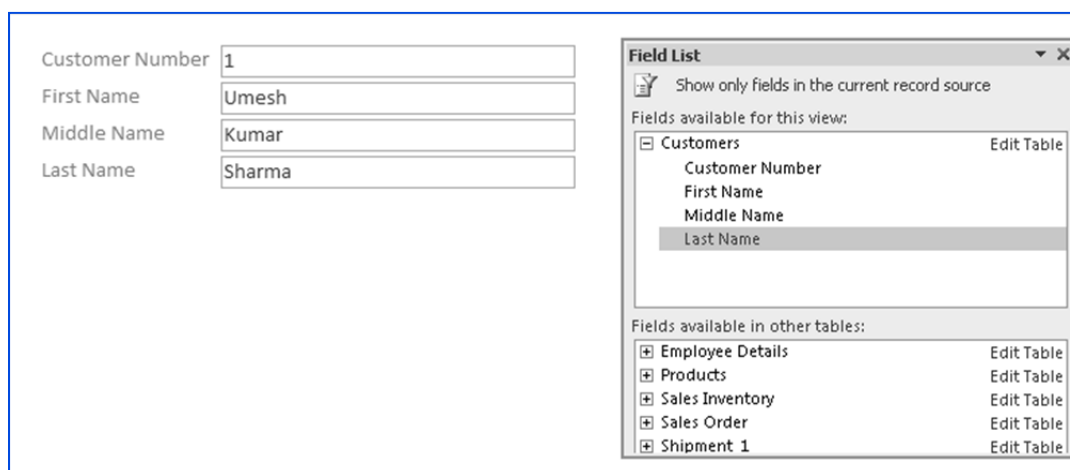 Customer Number 1
First Name Umesh
Middle Name Kumar
Last Name Sharma
Field List
Show only fields in the current record source
Fields available for this view:
Customers Edit Table
Customer Number
First Name
Middle Name
Last Name
Fields available in other tables:
Employee Details Edit Table
Products Edit Table
Sales Inventory Edit Table
Sales Order Edit Table
Shipment 1 Edit Table